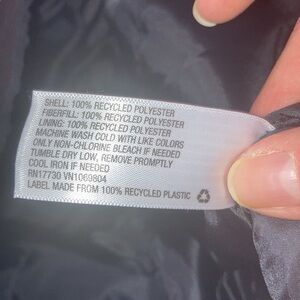 SHELL: 100% RECYCLED POLYESTER
FIBERFILL: 100% RECYCLED POLYESTER
LINING: 100% RECYCLED POLYESTER
MACHINE WASH COLD WITH LIKE COLORS
ONLY NON-CHLORINE BLEACH IF NEEDED
TUMBLE DRY LOW, REMOVE PROMPTLY
COOL IRON IF NEEDED
RN17730 VN1069804
LABEL MADE FROM 100% RECYCLED PLASTIC